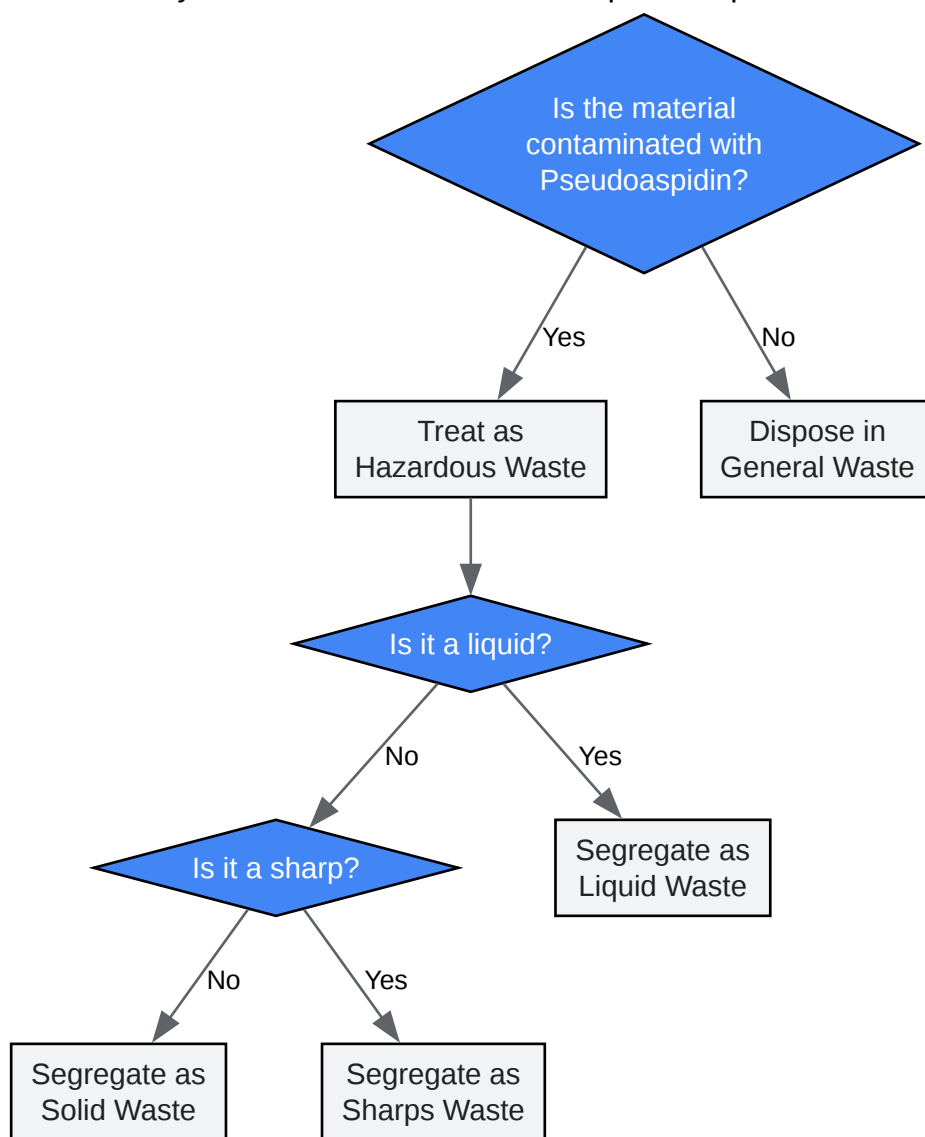 Is the material
contaminated with
Pseudoaspidin?
Yes
No
Treat as
Hazardous Waste
Dispose in
General Waste
Is it a liquid?
No
Yes
Is it a sharp?
Segregate as
Liquid Waste
No
Yes
Segregate as
Solid Waste
Segregate as
Sharps Waste